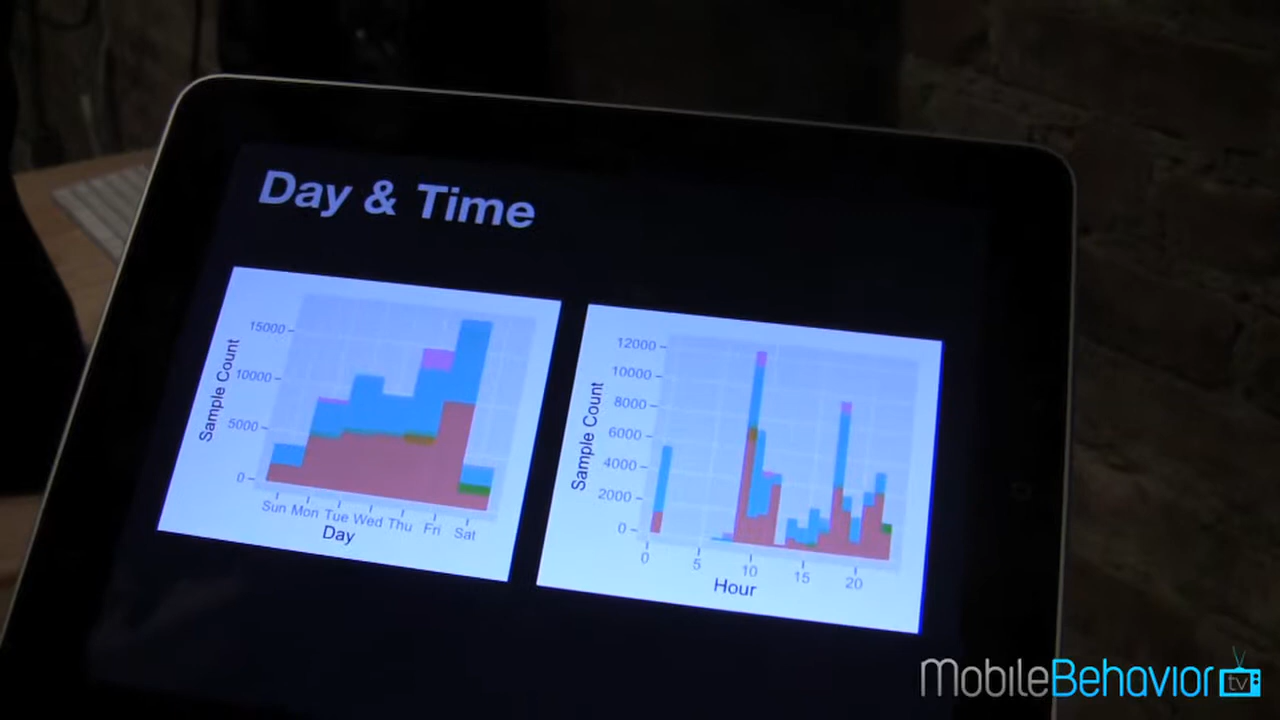 Day & Time
15000
10000
5000
0
Sample Count
Sun Mon Tue Wed Thu Fri Sat
Day
12000
10000
8000
6000
4000
2000
0
Sample Count
0 5 10 15 20
Hour
MobileBehavior tv